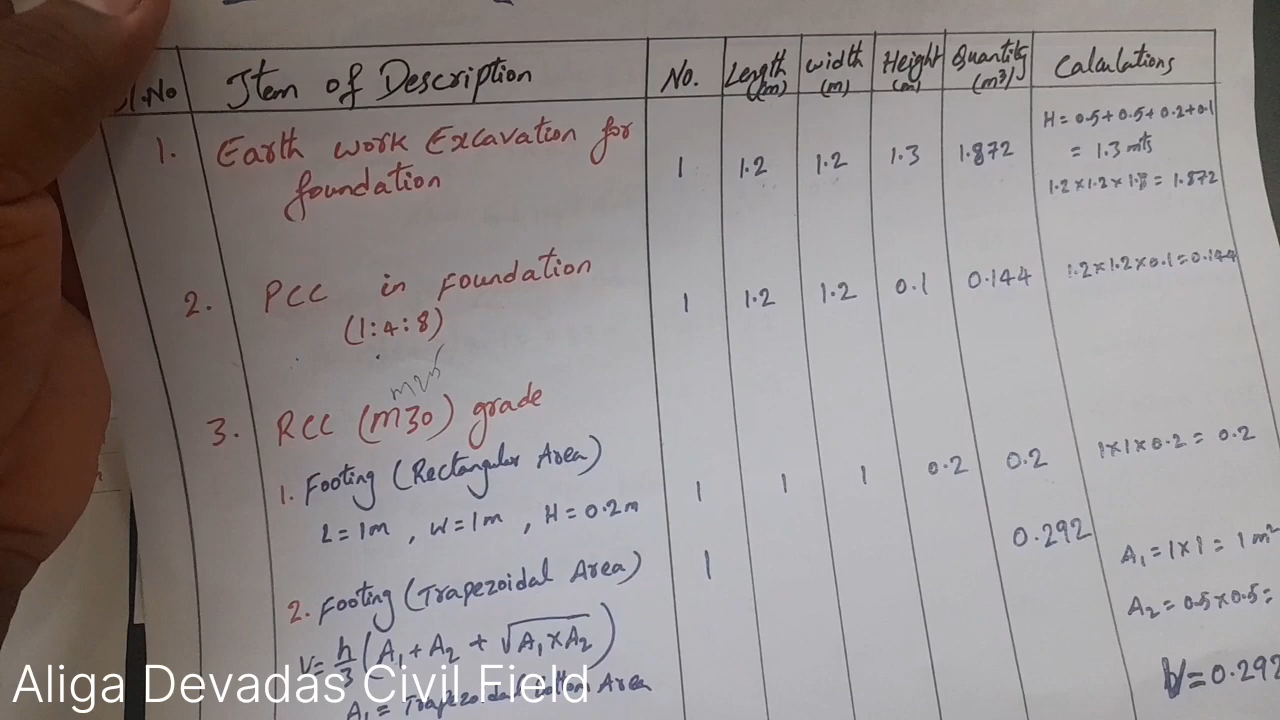 Sl.No Item of Description No. Length (m) width (m) Height (m) Quantity (m³) Calculations
1. Earth work Excavation for foundation 1 1.2 1.2 1.3 1.872
H = 0.5+0.5+0.2+0.1
= 1.3 mts
1.2×1.2×1.3 = 1.872
2. PCC in Foundation 1 1.2 1.2 0.1 0.144 1.2×1.2×0.1=0.144
(1:4:8)
m25
3. RCC (m30) grade
1. Footing (Rectangular Area) 1 1 1 0.2 0.2 1×1×0.2 = 0.2
L = 1m , W = 1m , H = 0.2m
2. Footing (Trapezoidal Area) 1 0.292 A₁ = 1×1 = 1 m²
V = h/3 (A₁ + A₂ + √A₁×A₂) A₂ = 0.5×0.5=
A₁ = Trapezoidal Bottom Area V = 0.292
Aliga Devadas Civil Field